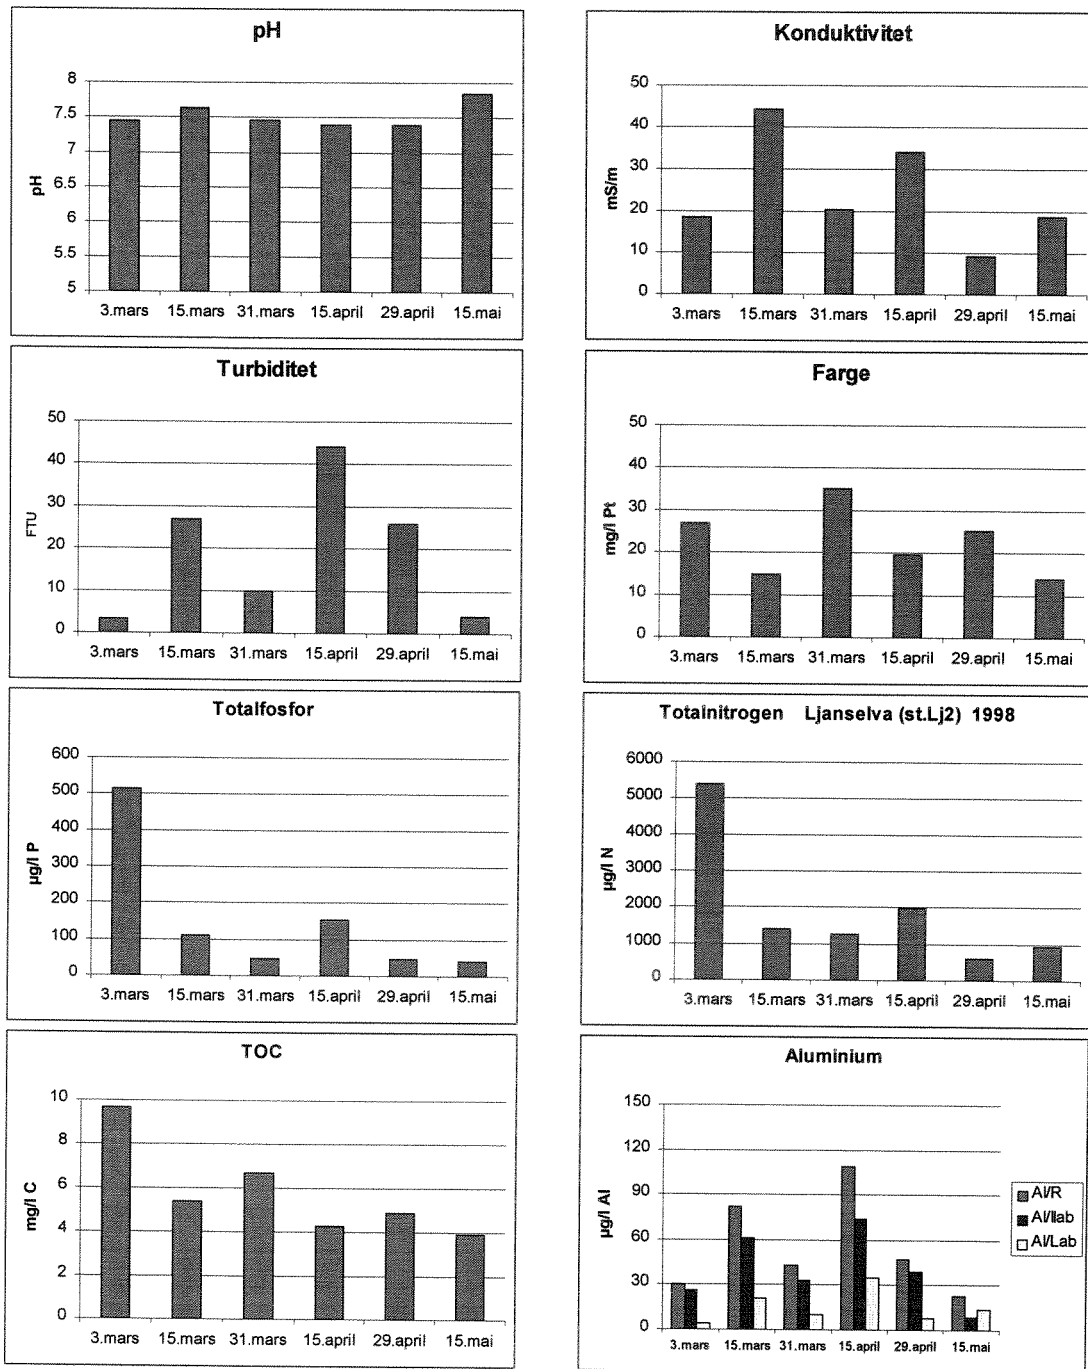 pH
8
7.5
7
6.5
6
5.5
5
pH
3.mars 15.mars 31.mars 15.april 29.april 15.mai
Konduktivitet
50
40
30
20
10
0
mS/m
3.mars 15.mars 31.mars 15.april 29.april 15.mai
Turbiditet
50
40
30
20
10
0
FTU
3.mars 15.mars 31.mars 15.april 29.april 15.mai
Farge
50
40
30
20
10
0
mg/l Pt
3.mars 15.mars 31.mars 15.april 29.april 15.mai
Totalfosfor
600
500
400
300
200
100
0
µg/l P
3.mars 15.mars 31.mars 15.april 29.april 15.mai
Totalnitrogen Ljanselva (st.Lj2) 1998
6000
5000
4000
3000
2000
1000
0
µg/l N
3.mars 15.mars 31.mars 15.april 29.april 15.mai
TOC
10
8
6
4
2
0
mg/l C
3.mars 15.mars 31.mars 15.april 29.april 15.mai
Aluminium
150
120
90
60
30
0
µg/l Al
3.mars 15.mars 31.mars 15.april 29.april 15.mai
Al/R
Al/Ilab
Al/Lab